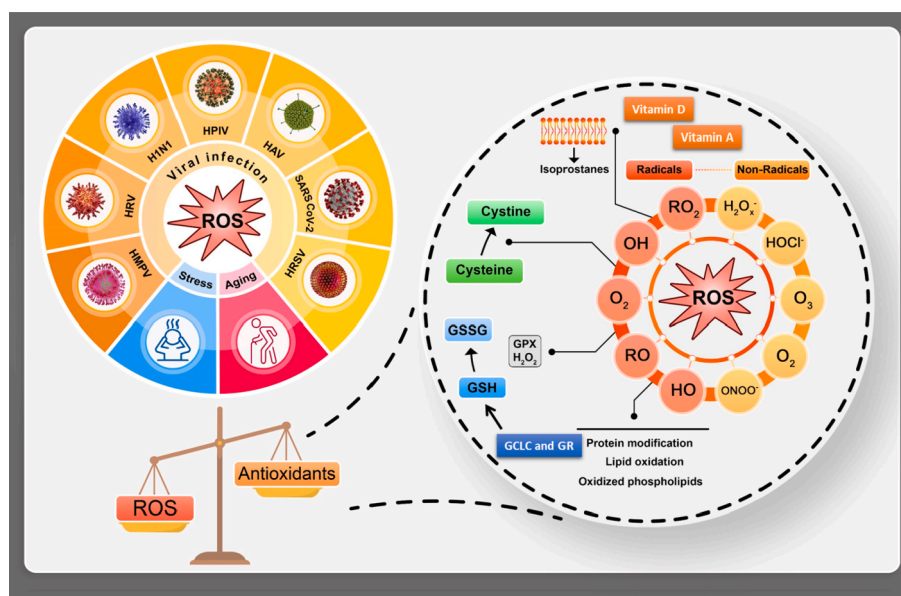 HPIV
H1N1
HAV
HRV
SARS CoV-2
HMPV
HRSV
Viral infection
ROS
Stress
Aging
ROS
Antioxidants
Vitamin D
Vitamin A
Isoprostanes
Radicals
Non-Radicals
Cystine
Cysteine
RO₂
H₂Oₓ⁻
OH
HOCl⁻
O₂
O₃
ROS
RO
O₂
HO
ONOO⁻
GSSG
GPX
H₂O₂
GSH
GCLC and GR
Protein modification
Lipid oxidation
Oxidized phospholipids